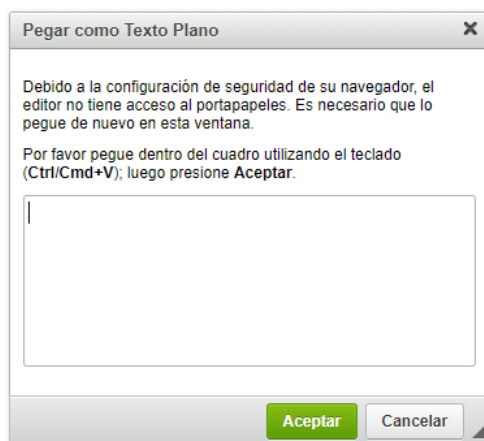 Pegar como Texto Plano
Debido a la configuración de seguridad de su navegador, el
editor no tiene acceso al portapapeles. Es necesario que lo
pegue de nuevo en esta ventana.
Por favor pegue dentro del cuadro utilizando el teclado
(Ctrl/Cmd+V); luego presione Aceptar.
Aceptar Cancelar